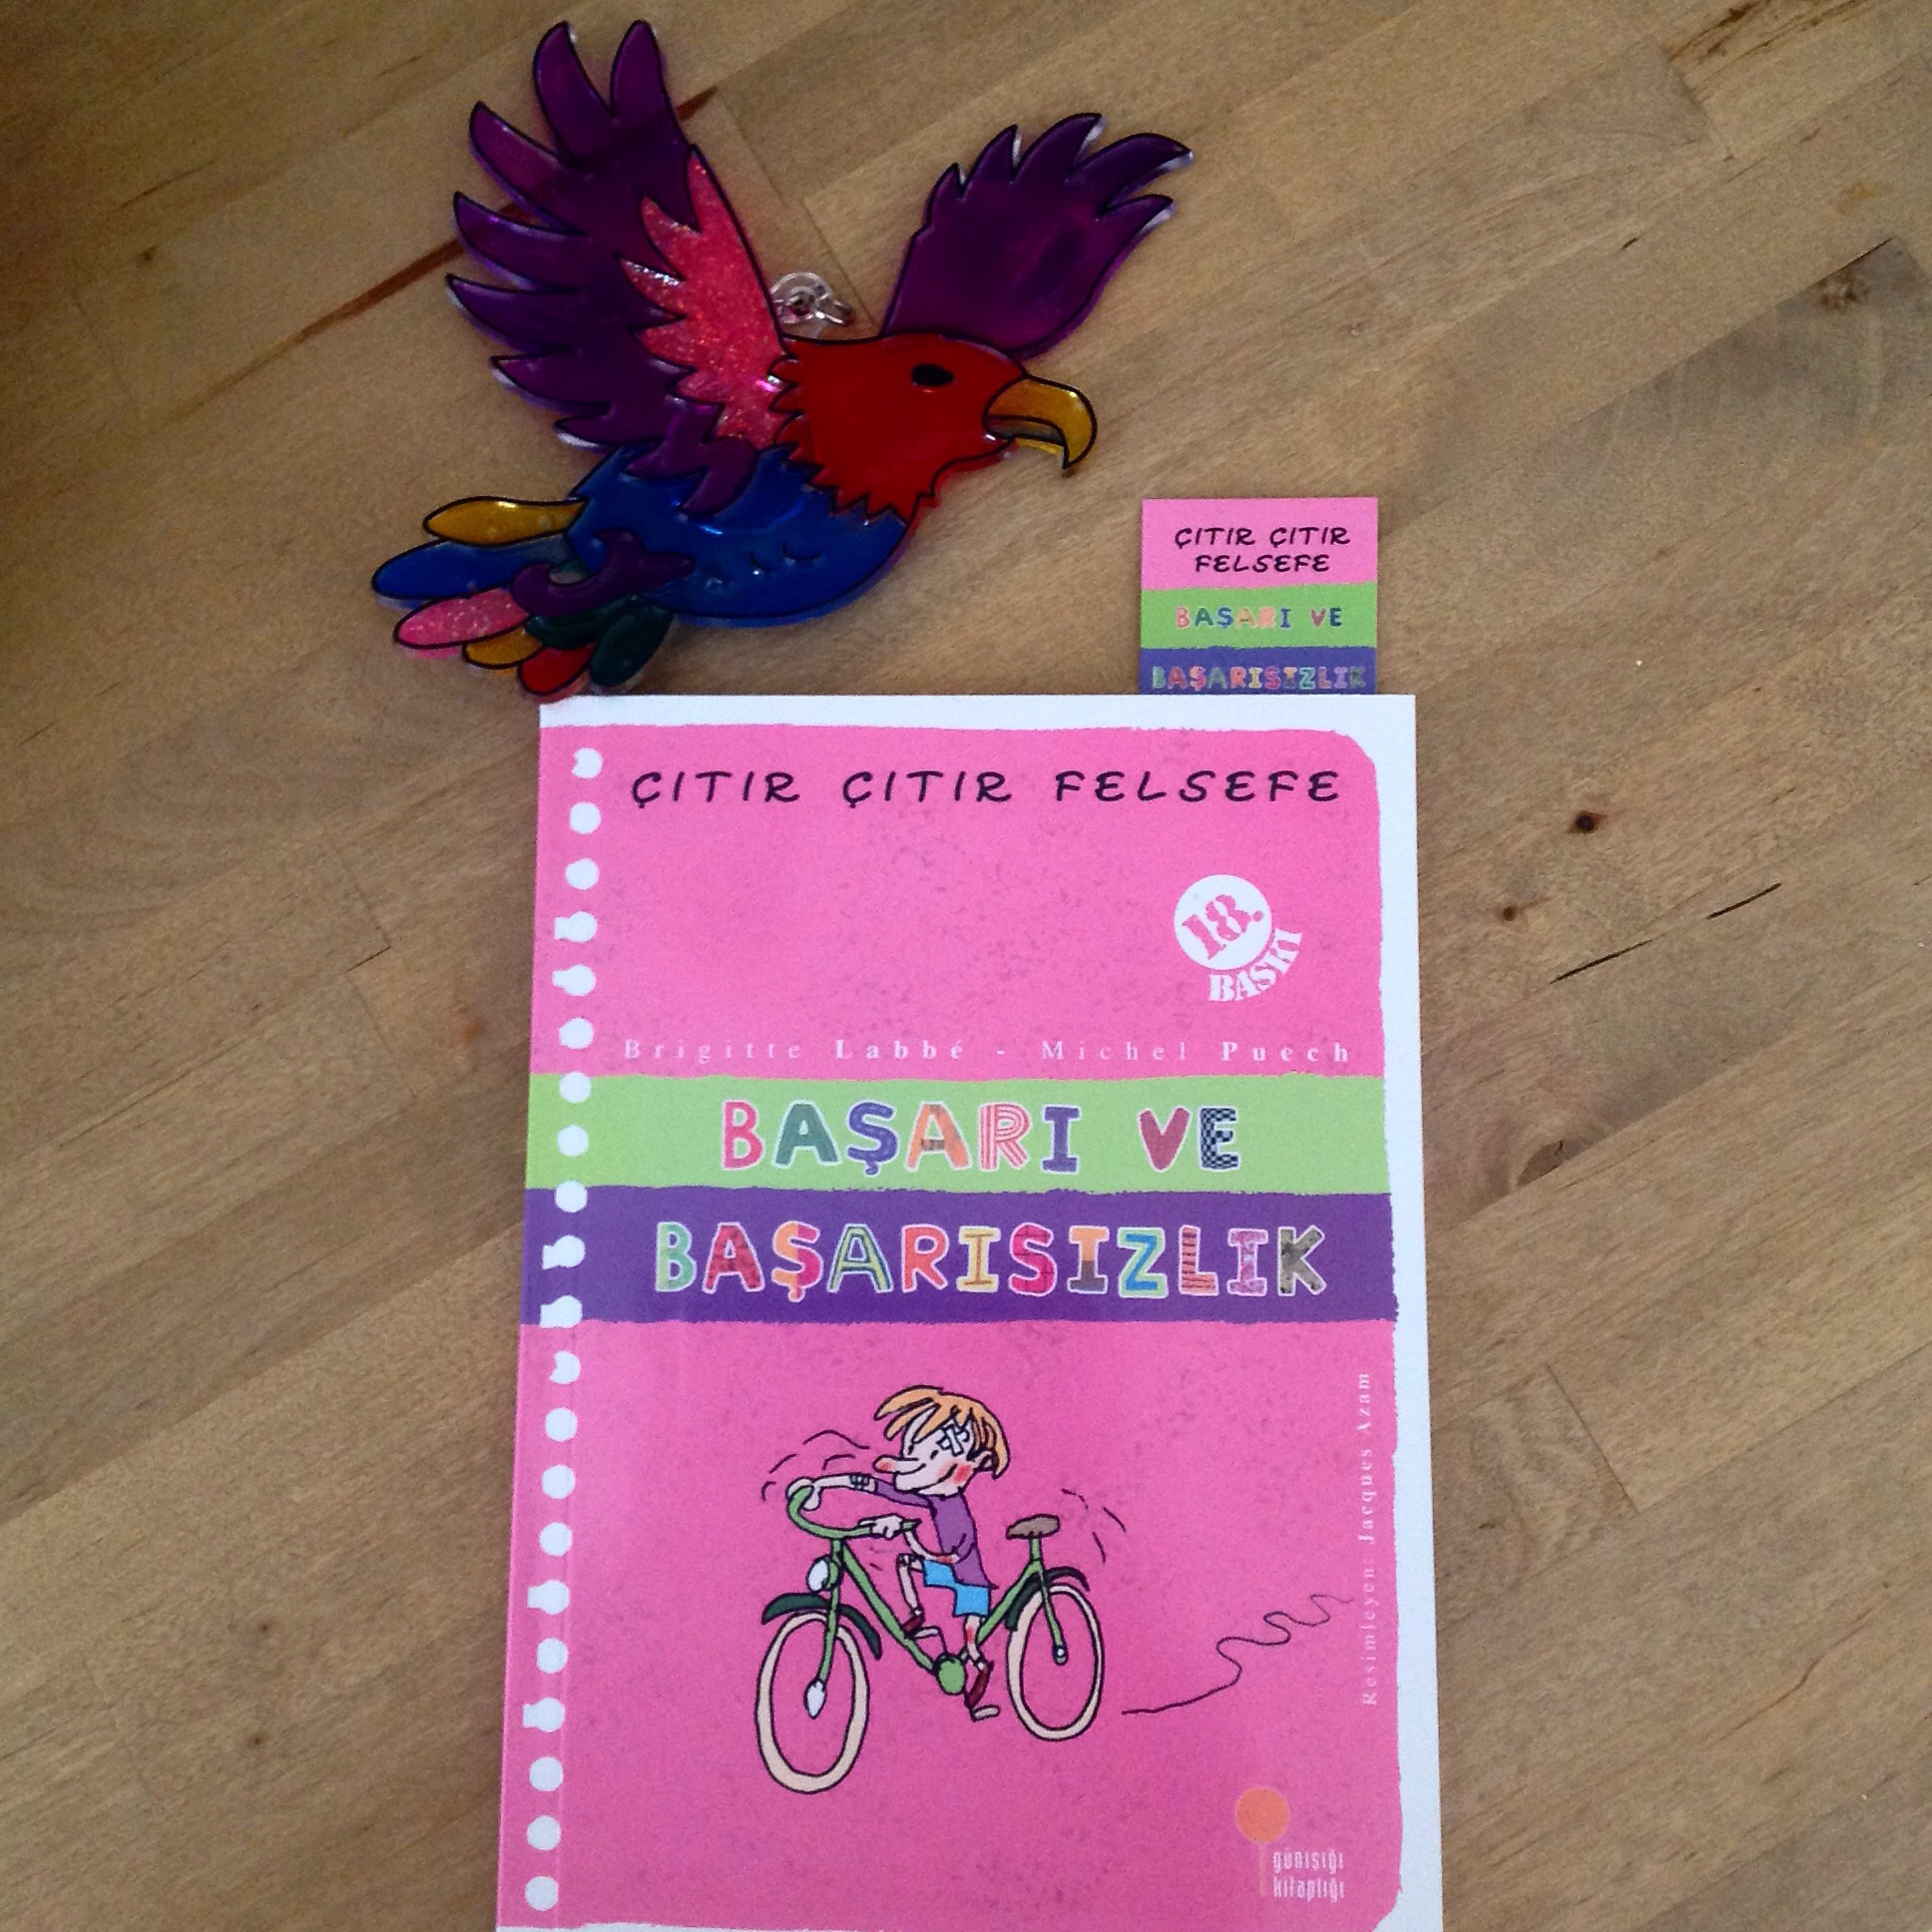 ÇITIR ÇITIR
FELSEFE
BAŞARI VE
BAŞARISIZLIK
ÇITIR ÇITIR FELSEFE
18.
BASKI
Brigitte Labbé - Michel Puech
BAŞARI VE
BAŞARISIZLIK
Resimleyen Jacques Azam
günışığı
kitaplığı